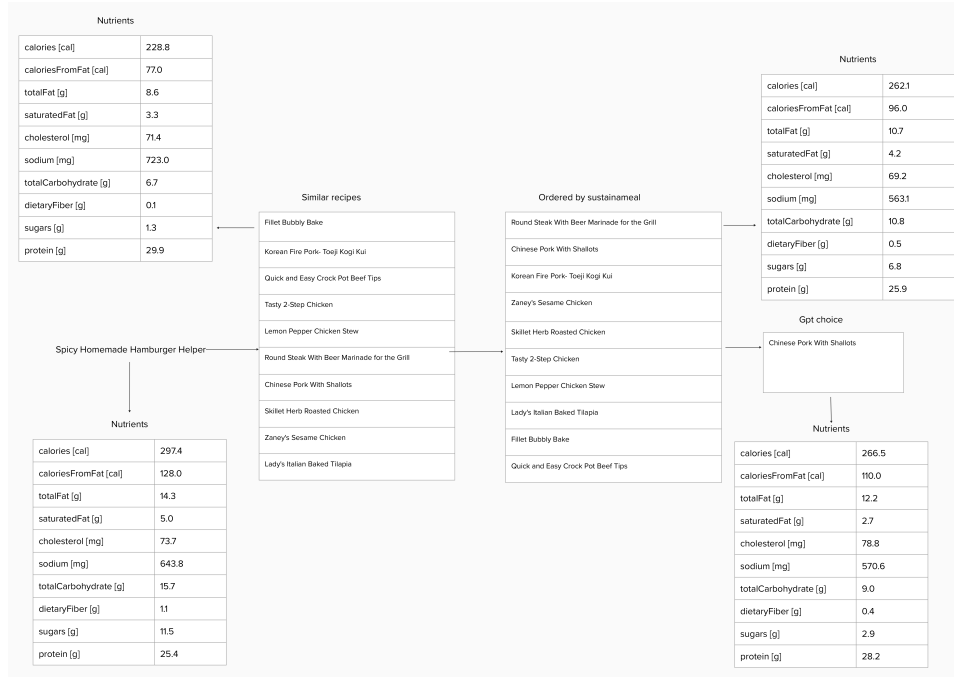 Nutrients
calories [cal] 228.8
caloriesFromFat [cal] 77.0
totalFat [g] 8.6
saturatedFat [g] 3.3
cholesterol [mg] 71.4
sodium [mg] 723.0
totalCarbohydrate [g] 6.7
dietaryFiber [g] 0.1
sugars [g] 1.3
protein [g] 29.9
Spicy Homemade Hamburger Helper
Nutrients
calories [cal] 297.4
caloriesFromFat [cal] 128.0
totalFat [g] 14.3
saturatedFat [g] 5.0
cholesterol [mg] 73.7
sodium [mg] 643.8
totalCarbohydrate [g] 15.7
dietaryFiber [g] 1.1
sugars [g] 11.5
protein [g] 25.4
Similar recipes
Fillet Bubbly Bake
Korean Fire Pork- Toeji Kogi Kui
Quick and Easy Crock Pot Beef Tips
Tasty 2-Step Chicken
Lemon Pepper Chicken Stew
Round Steak With Beer Marinade for the Grill
Chinese Pork With Shallots
Skillet Herb Roasted Chicken
Zaney's Sesame Chicken
Lady's Italian Baked Tilapia
Ordered by sustainameal
Round Steak With Beer Marinade for the Grill
Chinese Pork With Shallots
Korean Fire Pork- Toeji Kogi Kui
Zaney's Sesame Chicken
Skillet Herb Roasted Chicken
Tasty 2-Step Chicken
Lemon Pepper Chicken Stew
Lady's Italian Baked Tilapia
Fillet Bubbly Bake
Quick and Easy Crock Pot Beef Tips
Nutrients
calories [cal] 262.1
caloriesFromFat [cal] 96.0
totalFat [g] 10.7
saturatedFat [g] 4.2
cholesterol [mg] 69.2
sodium [mg] 563.1
totalCarbohydrate [g] 10.8
dietaryFiber [g] 0.5
sugars [g] 6.8
protein [g] 25.9
Gpt choice
Chinese Pork With Shallots
Nutrients
calories [cal] 266.5
caloriesFromFat [cal] 110.0
totalFat [g] 12.2
saturatedFat [g] 2.7
cholesterol [mg] 78.8
sodium [mg] 570.6
totalCarbohydrate [g] 9.0
dietaryFiber [g] 0.4
sugars [g] 2.9
protein [g] 28.2